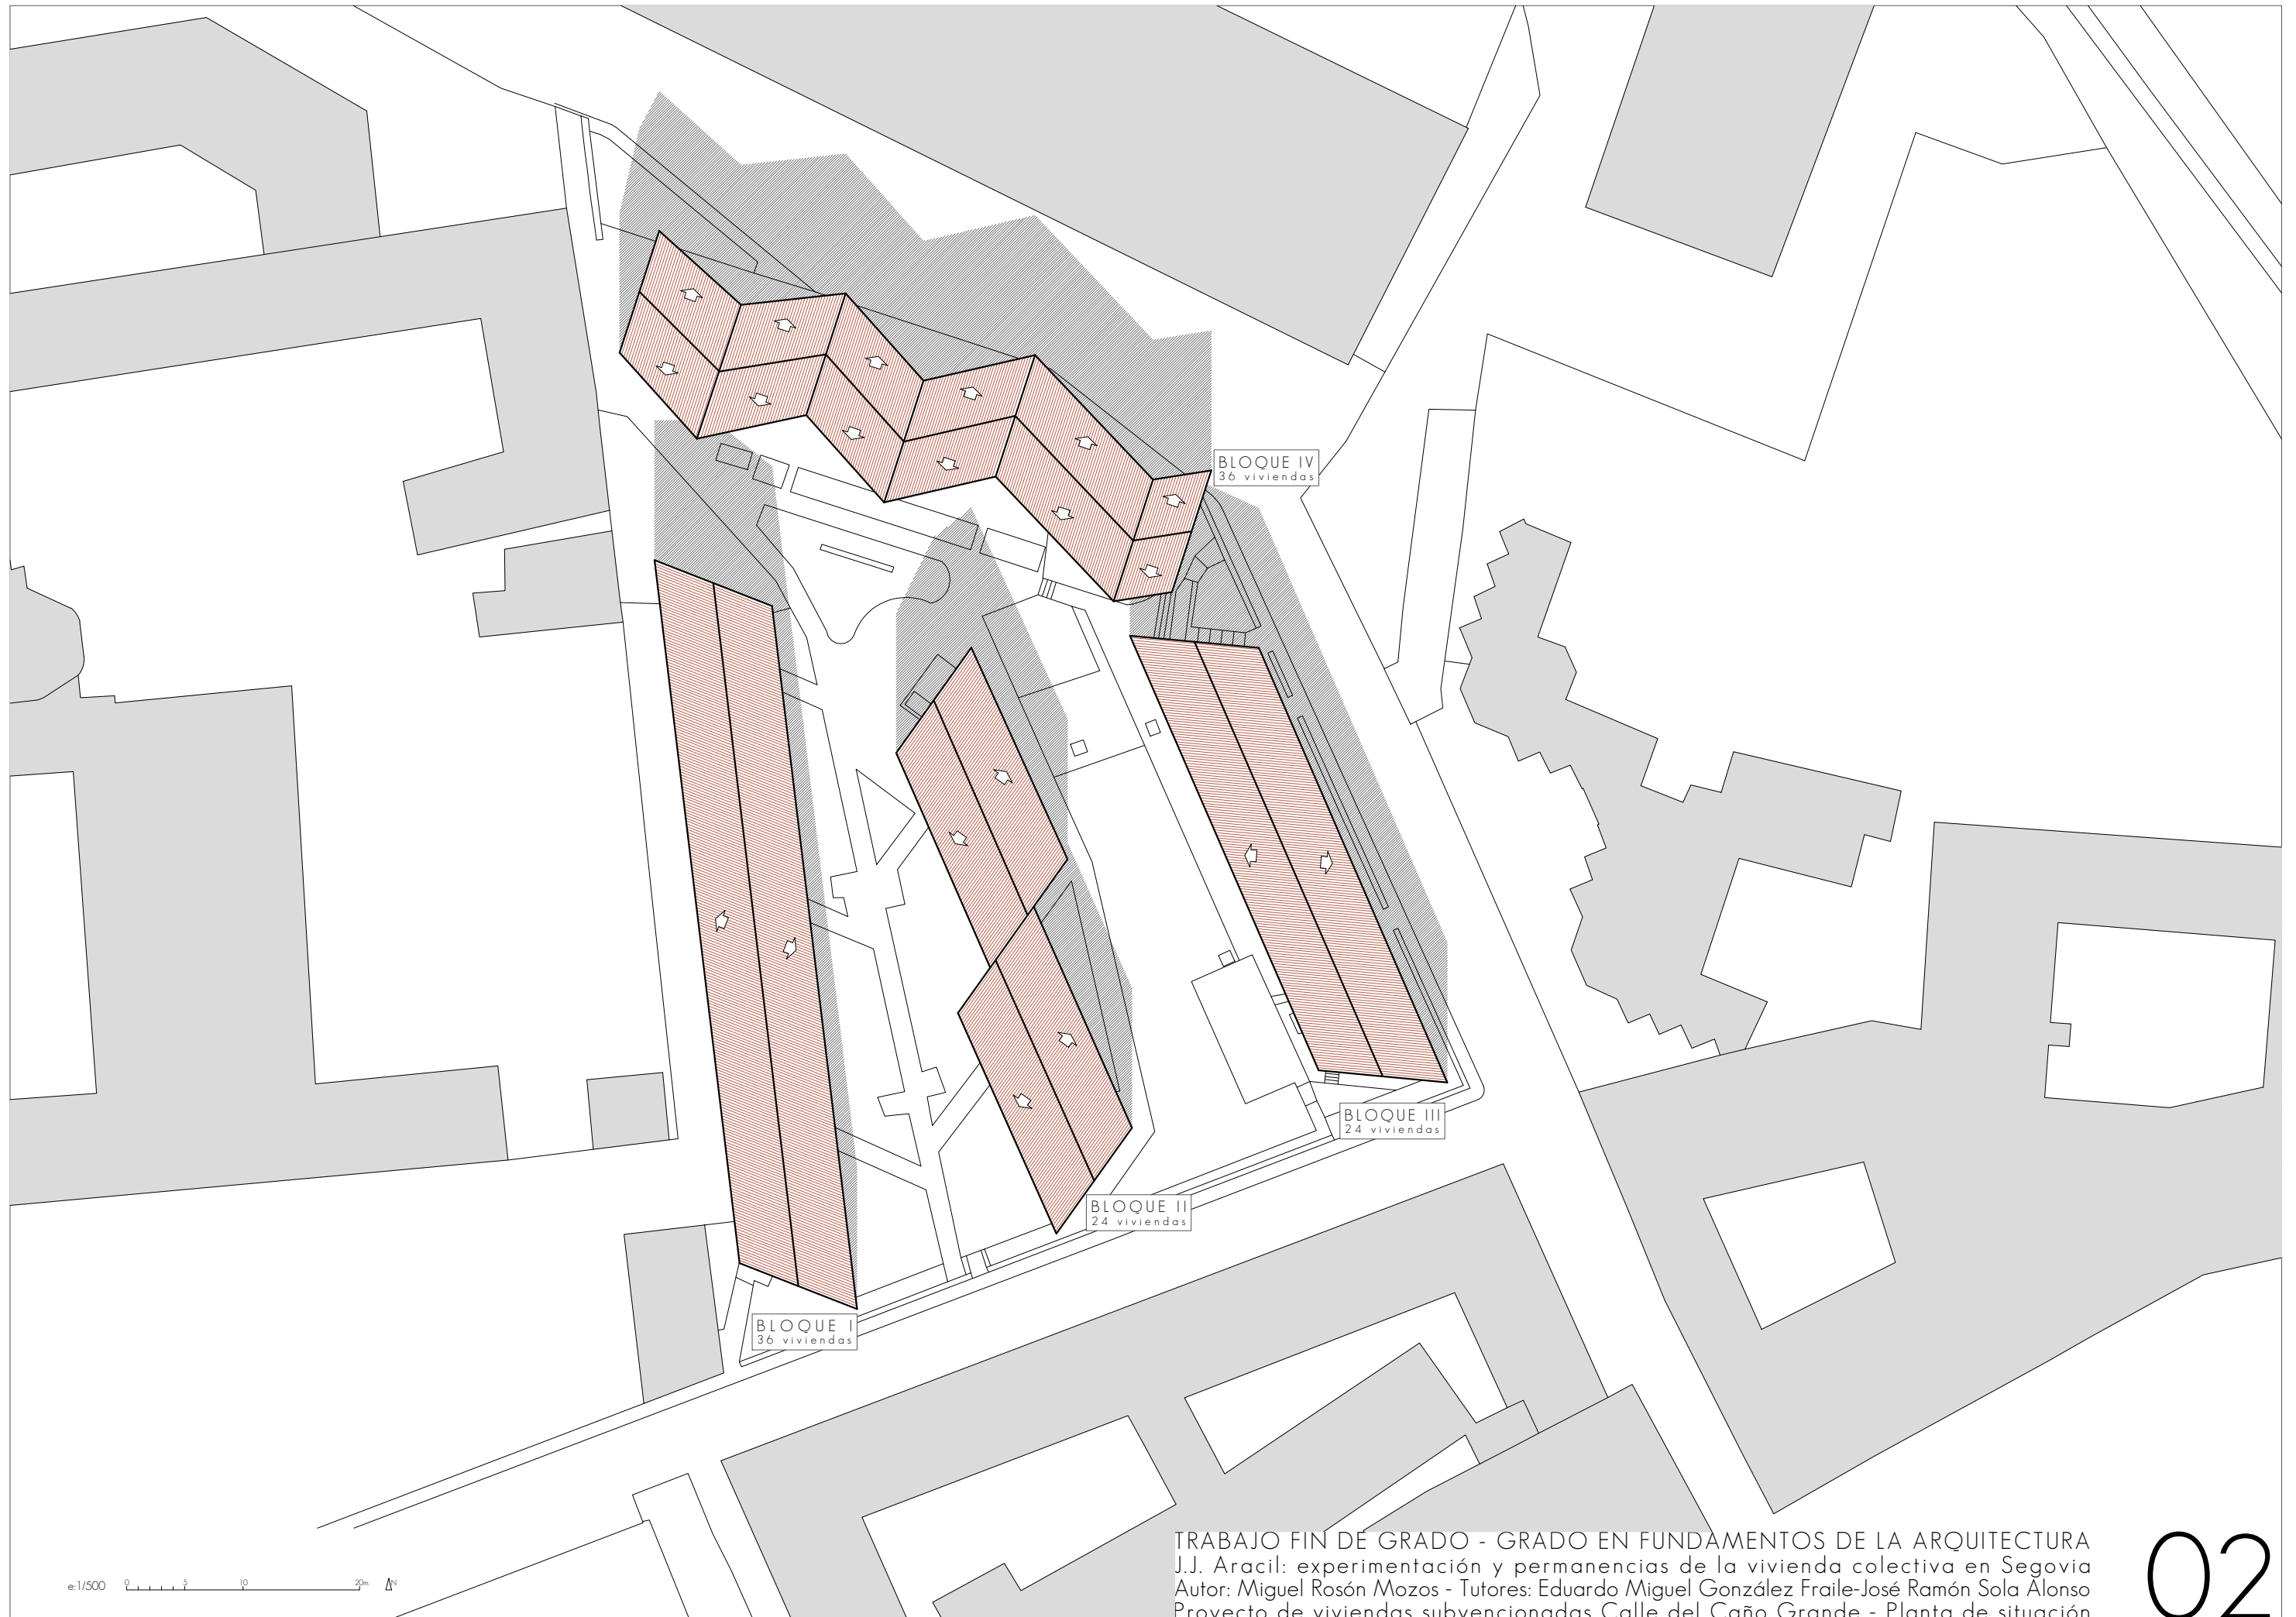 BLOQUE IV
36 viviendas
BLOQUE III
24 viviendas
BLOQUE II
24 viviendas
BLOQUE I
36 viviendas
e:1/500 0 5 10 20m. N
TRABAJO FIN DE GRADO - GRADO EN FUNDAMENTOS DE LA ARQUITECTURA
J.J. Aracil: experimentación y permanencias de la vivienda colectiva en Segovia
Autor: Miguel Rosón Mozos - Tutores: Eduardo Miguel González Fraile-José Ramón Sola Alonso
Proyecto de viviendas subvencionadas Calle del Caño Grande - Planta de situación
02